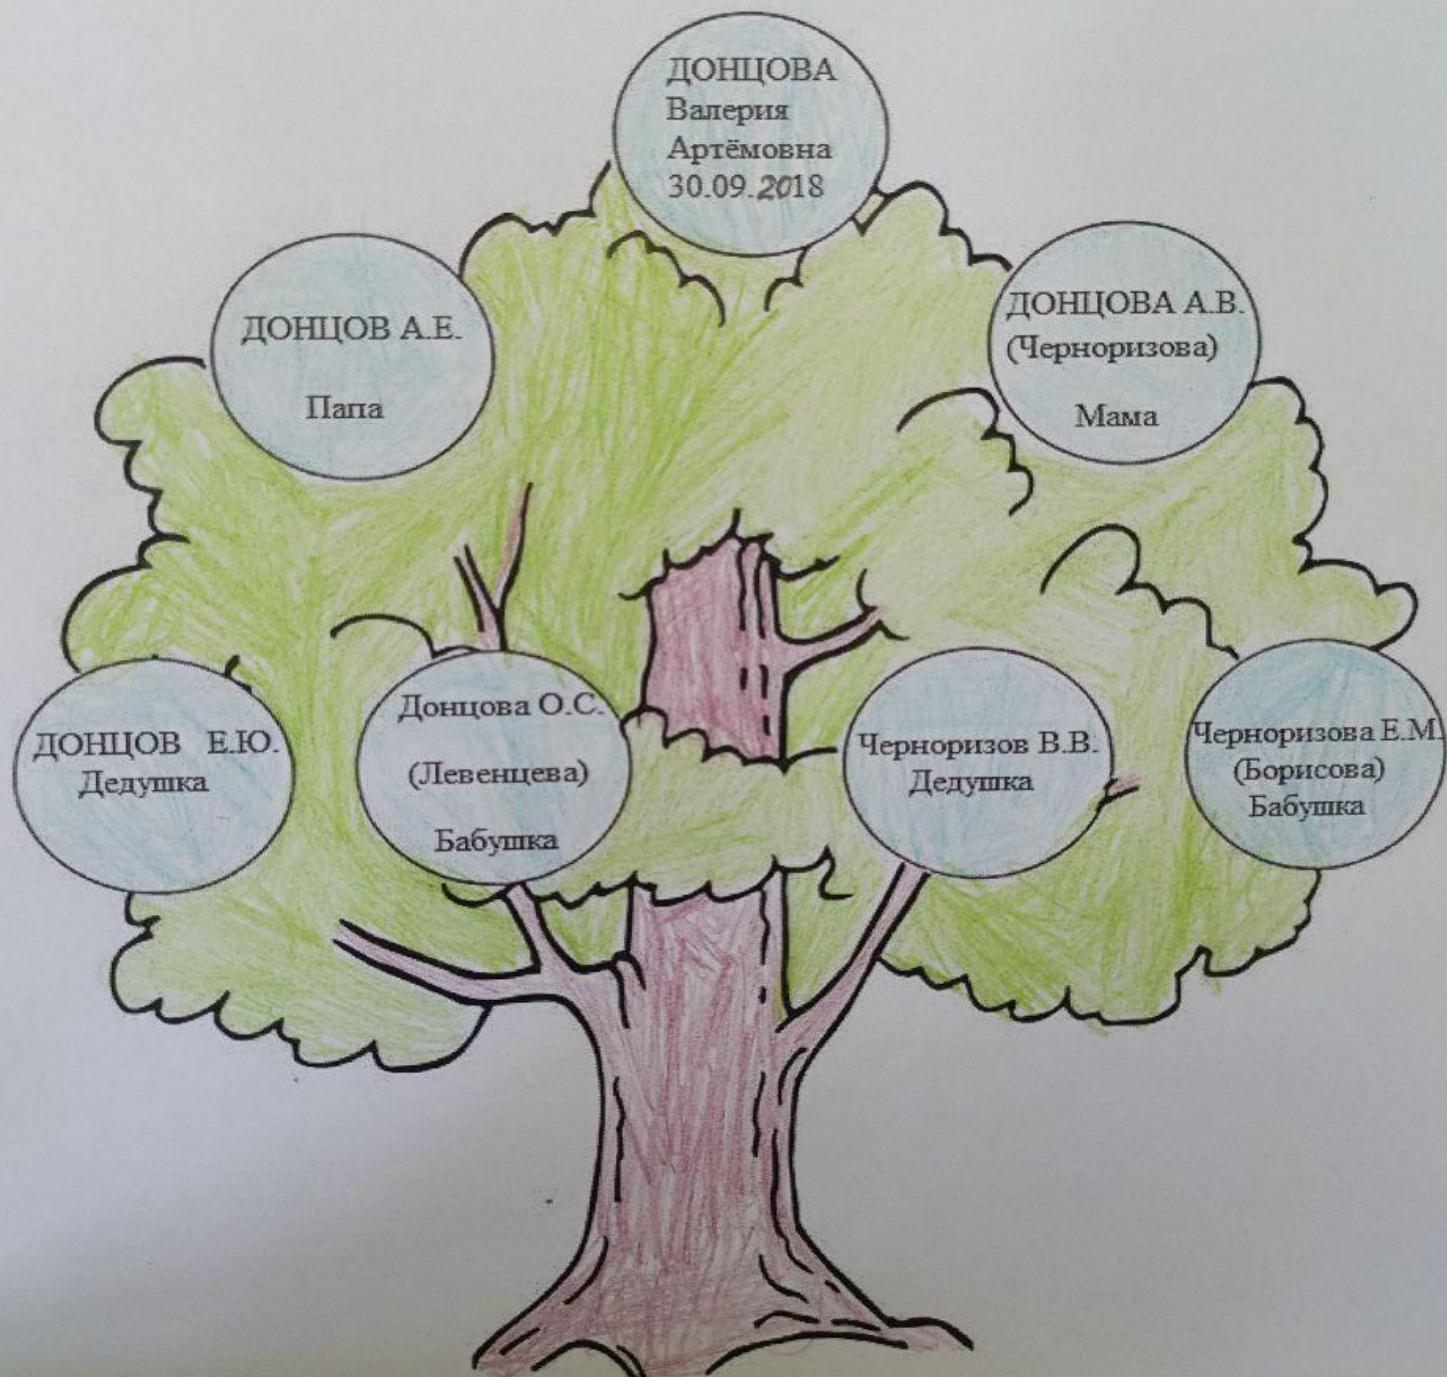 ДОНЦОВА
Валерия
Артёмовна
30.09.2018
ДОНЦОВ А.Е.
Папа
ДОНЦОВА А.В.
(Черноризова)
Мама
ДОНЦОВ Е.Ю.
Дедушка
Донцова О.С.
(Левенцева)
Бабушка
Черноризов В.В.
Дедушка
Черноризова Е.М.
(Борисова)
Бабушка